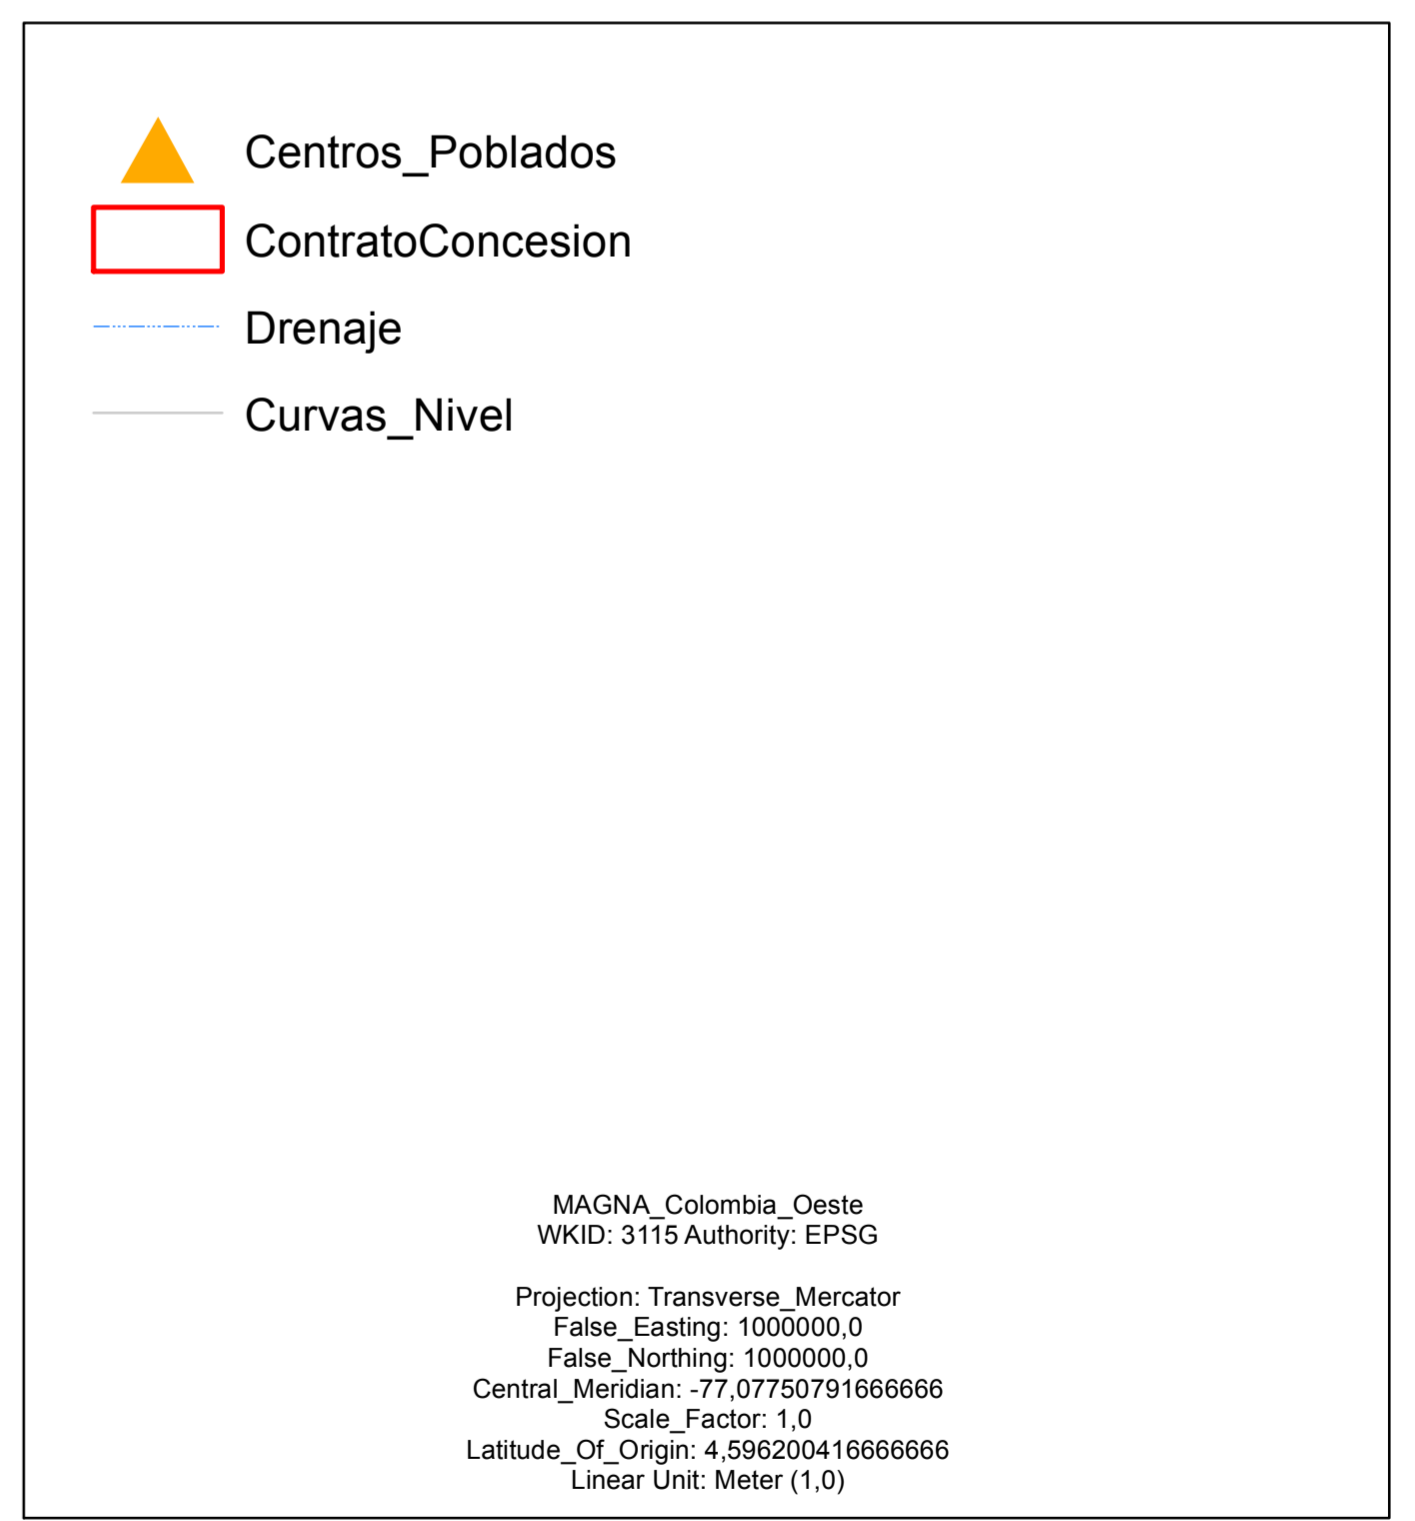 Centros_Poblados
ContratoConcesion
Drenaje
Curvas_Nivel
MAGNA_Colombia_Oeste
WKID: 3115 Authority: EPSG
Projection: Transverse_Mercator
False_Easting: 1000000,0
False_Northing: 1000000,0
Central_Meridian: -77,07750791666666
Scale_Factor: 1,0
Latitude_Of_Origin: 4,596200416666666
Linear Unit: Meter (1,0)